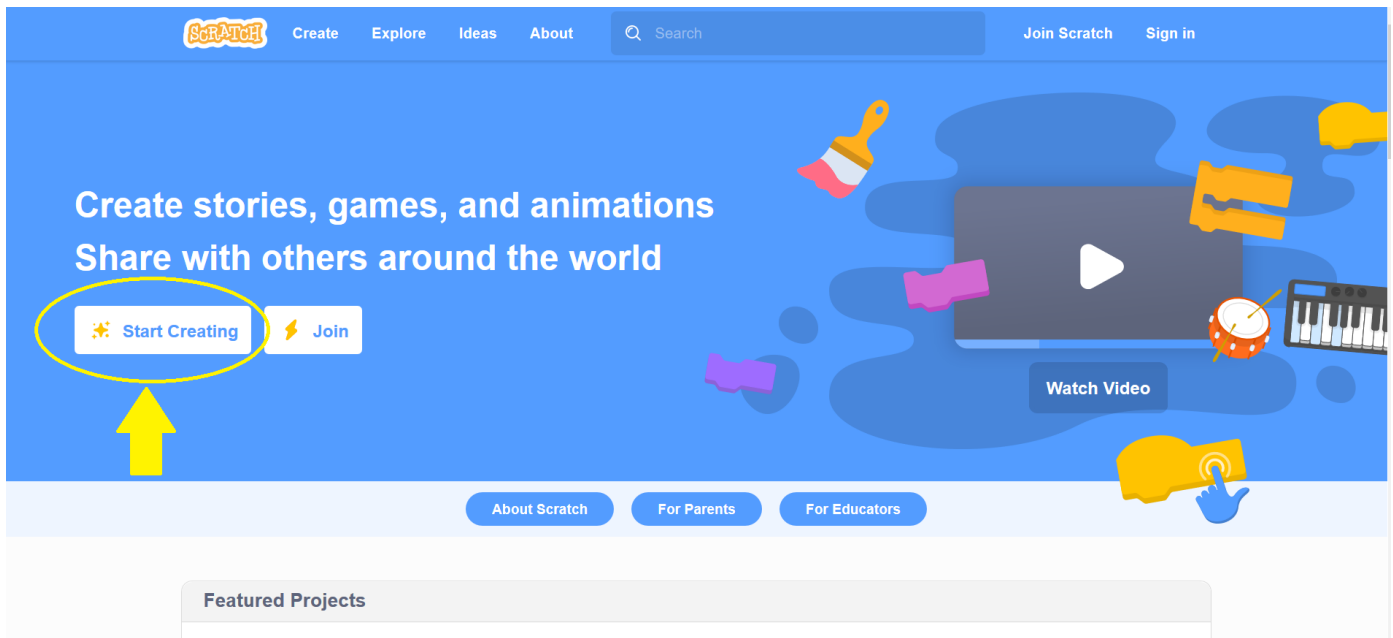 SCRATCH Create Explore Ideas About Search Join Scratch Sign in
Create stories, games, and animations
Share with others around the world
Start Creating Join
Watch Video
About Scratch For Parents For Educators
Featured Projects